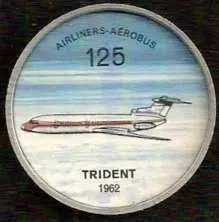 AIRLINERS-AÉROBUS
125
TRIDENT
1962